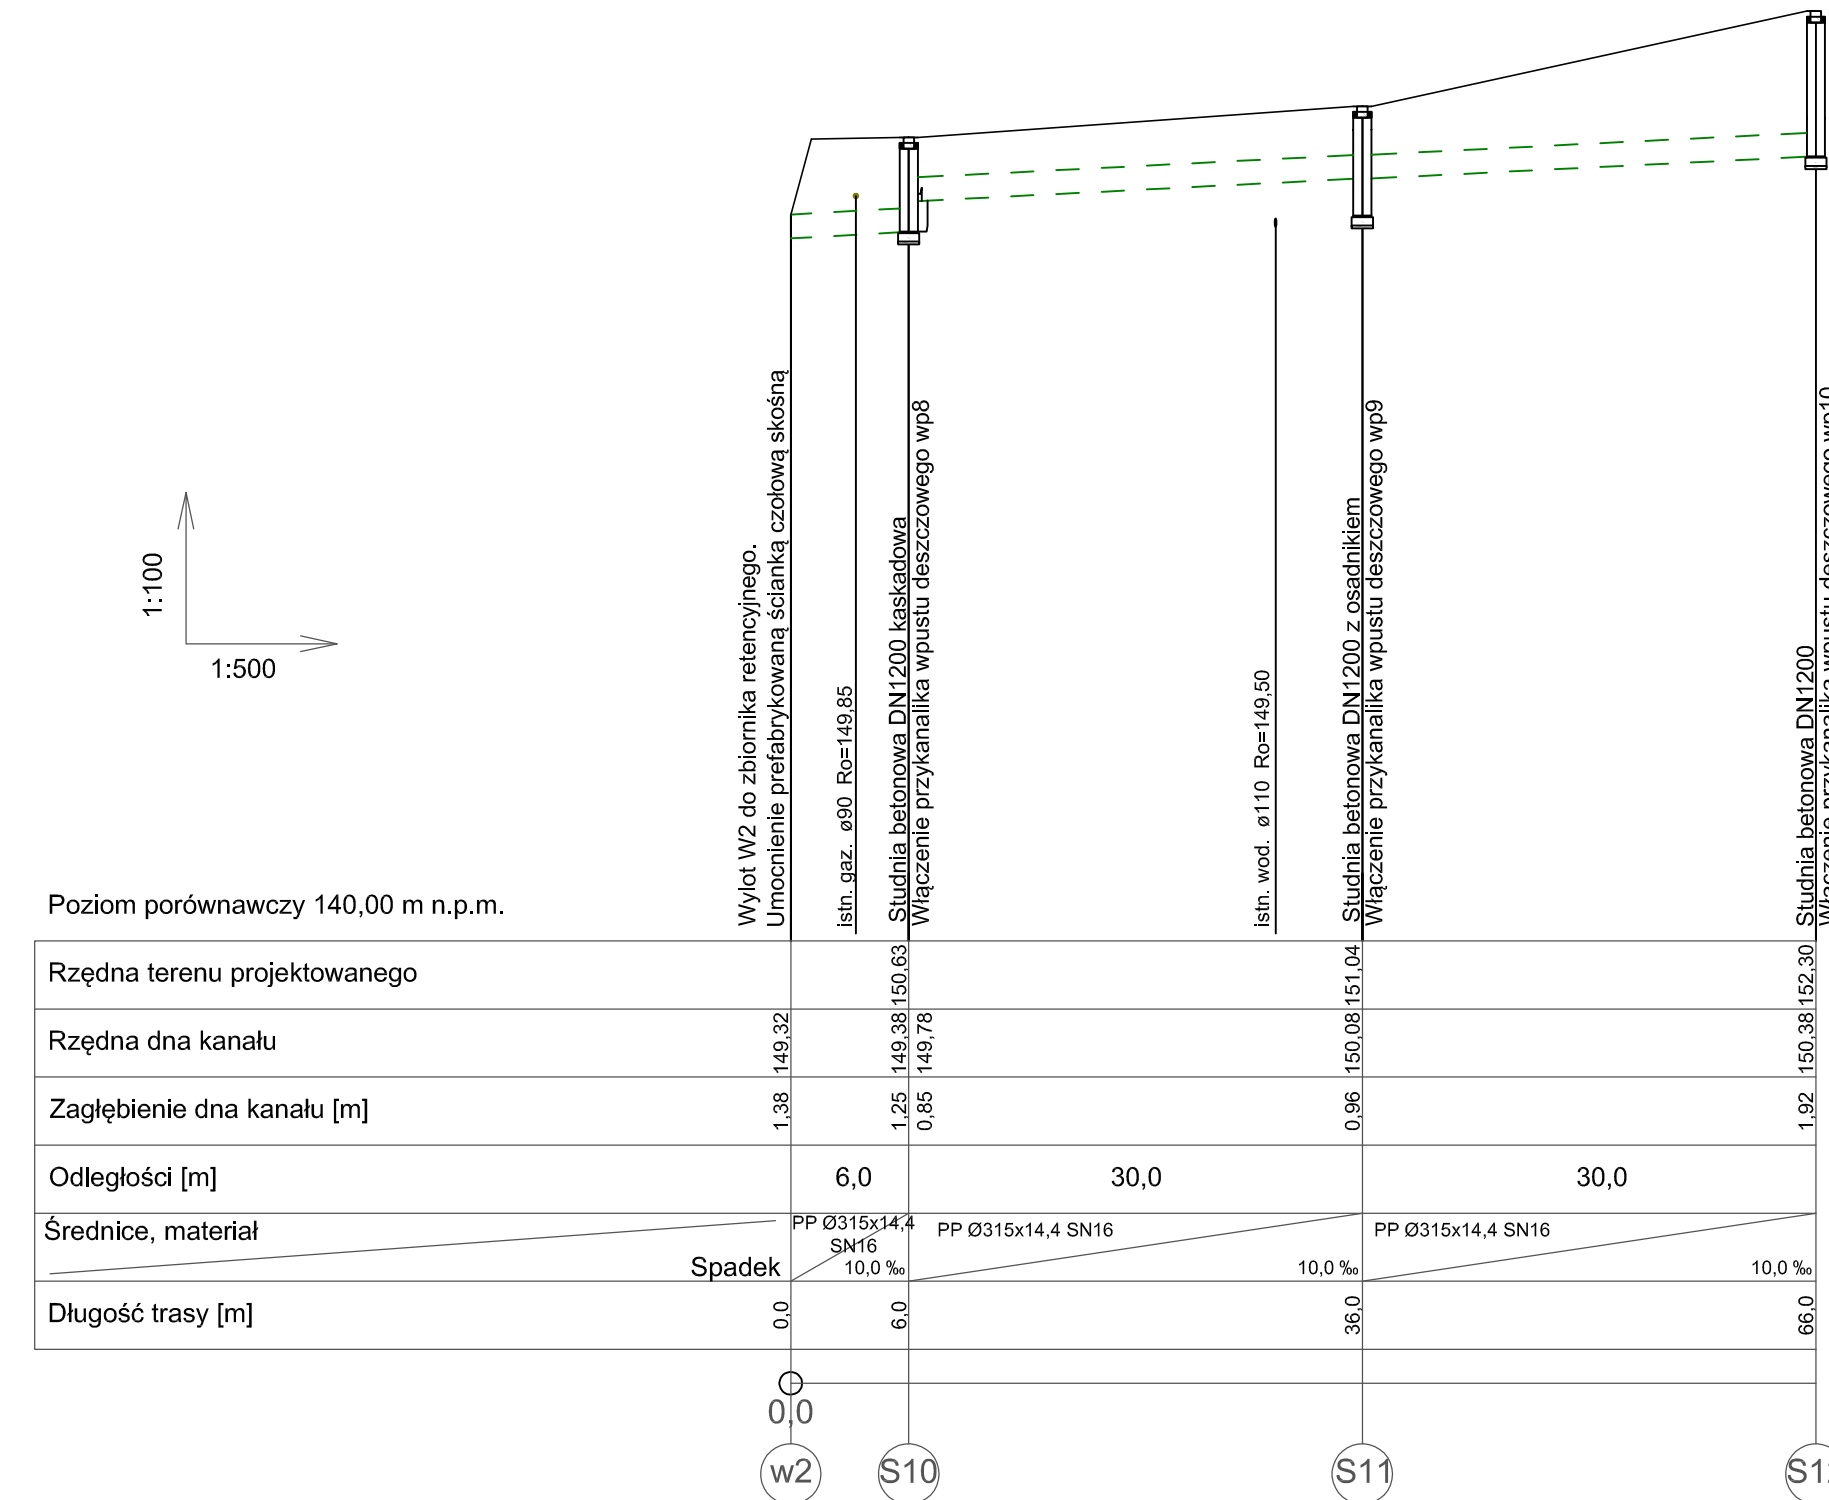 1:100
1:500
Wylot W2 do zbiornika retencyjnego.
Umocnienie prefabrykowaną ścianką czołową skośną
istn. gaz. ø90 Ro=149,85
Studnia betonowa DN1200 kaskadowa
Włączenie przykanalika wpustu deszczowego wp8
istn. wod. ø110 Ro=149,50
Studnia betonowa DN1200 z osadnikiem
Włączenie przykanalika wpustu deszczowego wp9
Studnia betonowa DN1200
Włączenie przykanalika wpustu deszczowego wp10
Poziom porównawczy 140,00 m n.p.m.
Rzędna terenu projektowanego 150,63 151,04 152,30
Rzędna dna kanału 149,32 149,38 149,78 150,08 150,38
Zagłębienie dna kanału [m] 1,38 1,25 0,85 0,96 1,92
Odległości [m] 6,0 30,0 30,0
Średnice, materiał PP Ø315x14,4 SN16 PP Ø315x14,4 SN16 PP Ø315x14,4 SN16
Spadek 10,0 ‰ 10,0 ‰ 10,0 ‰
Długość trasy [m] 0,0 6,0 36,0 66,0
0,0
w2 S10 S11